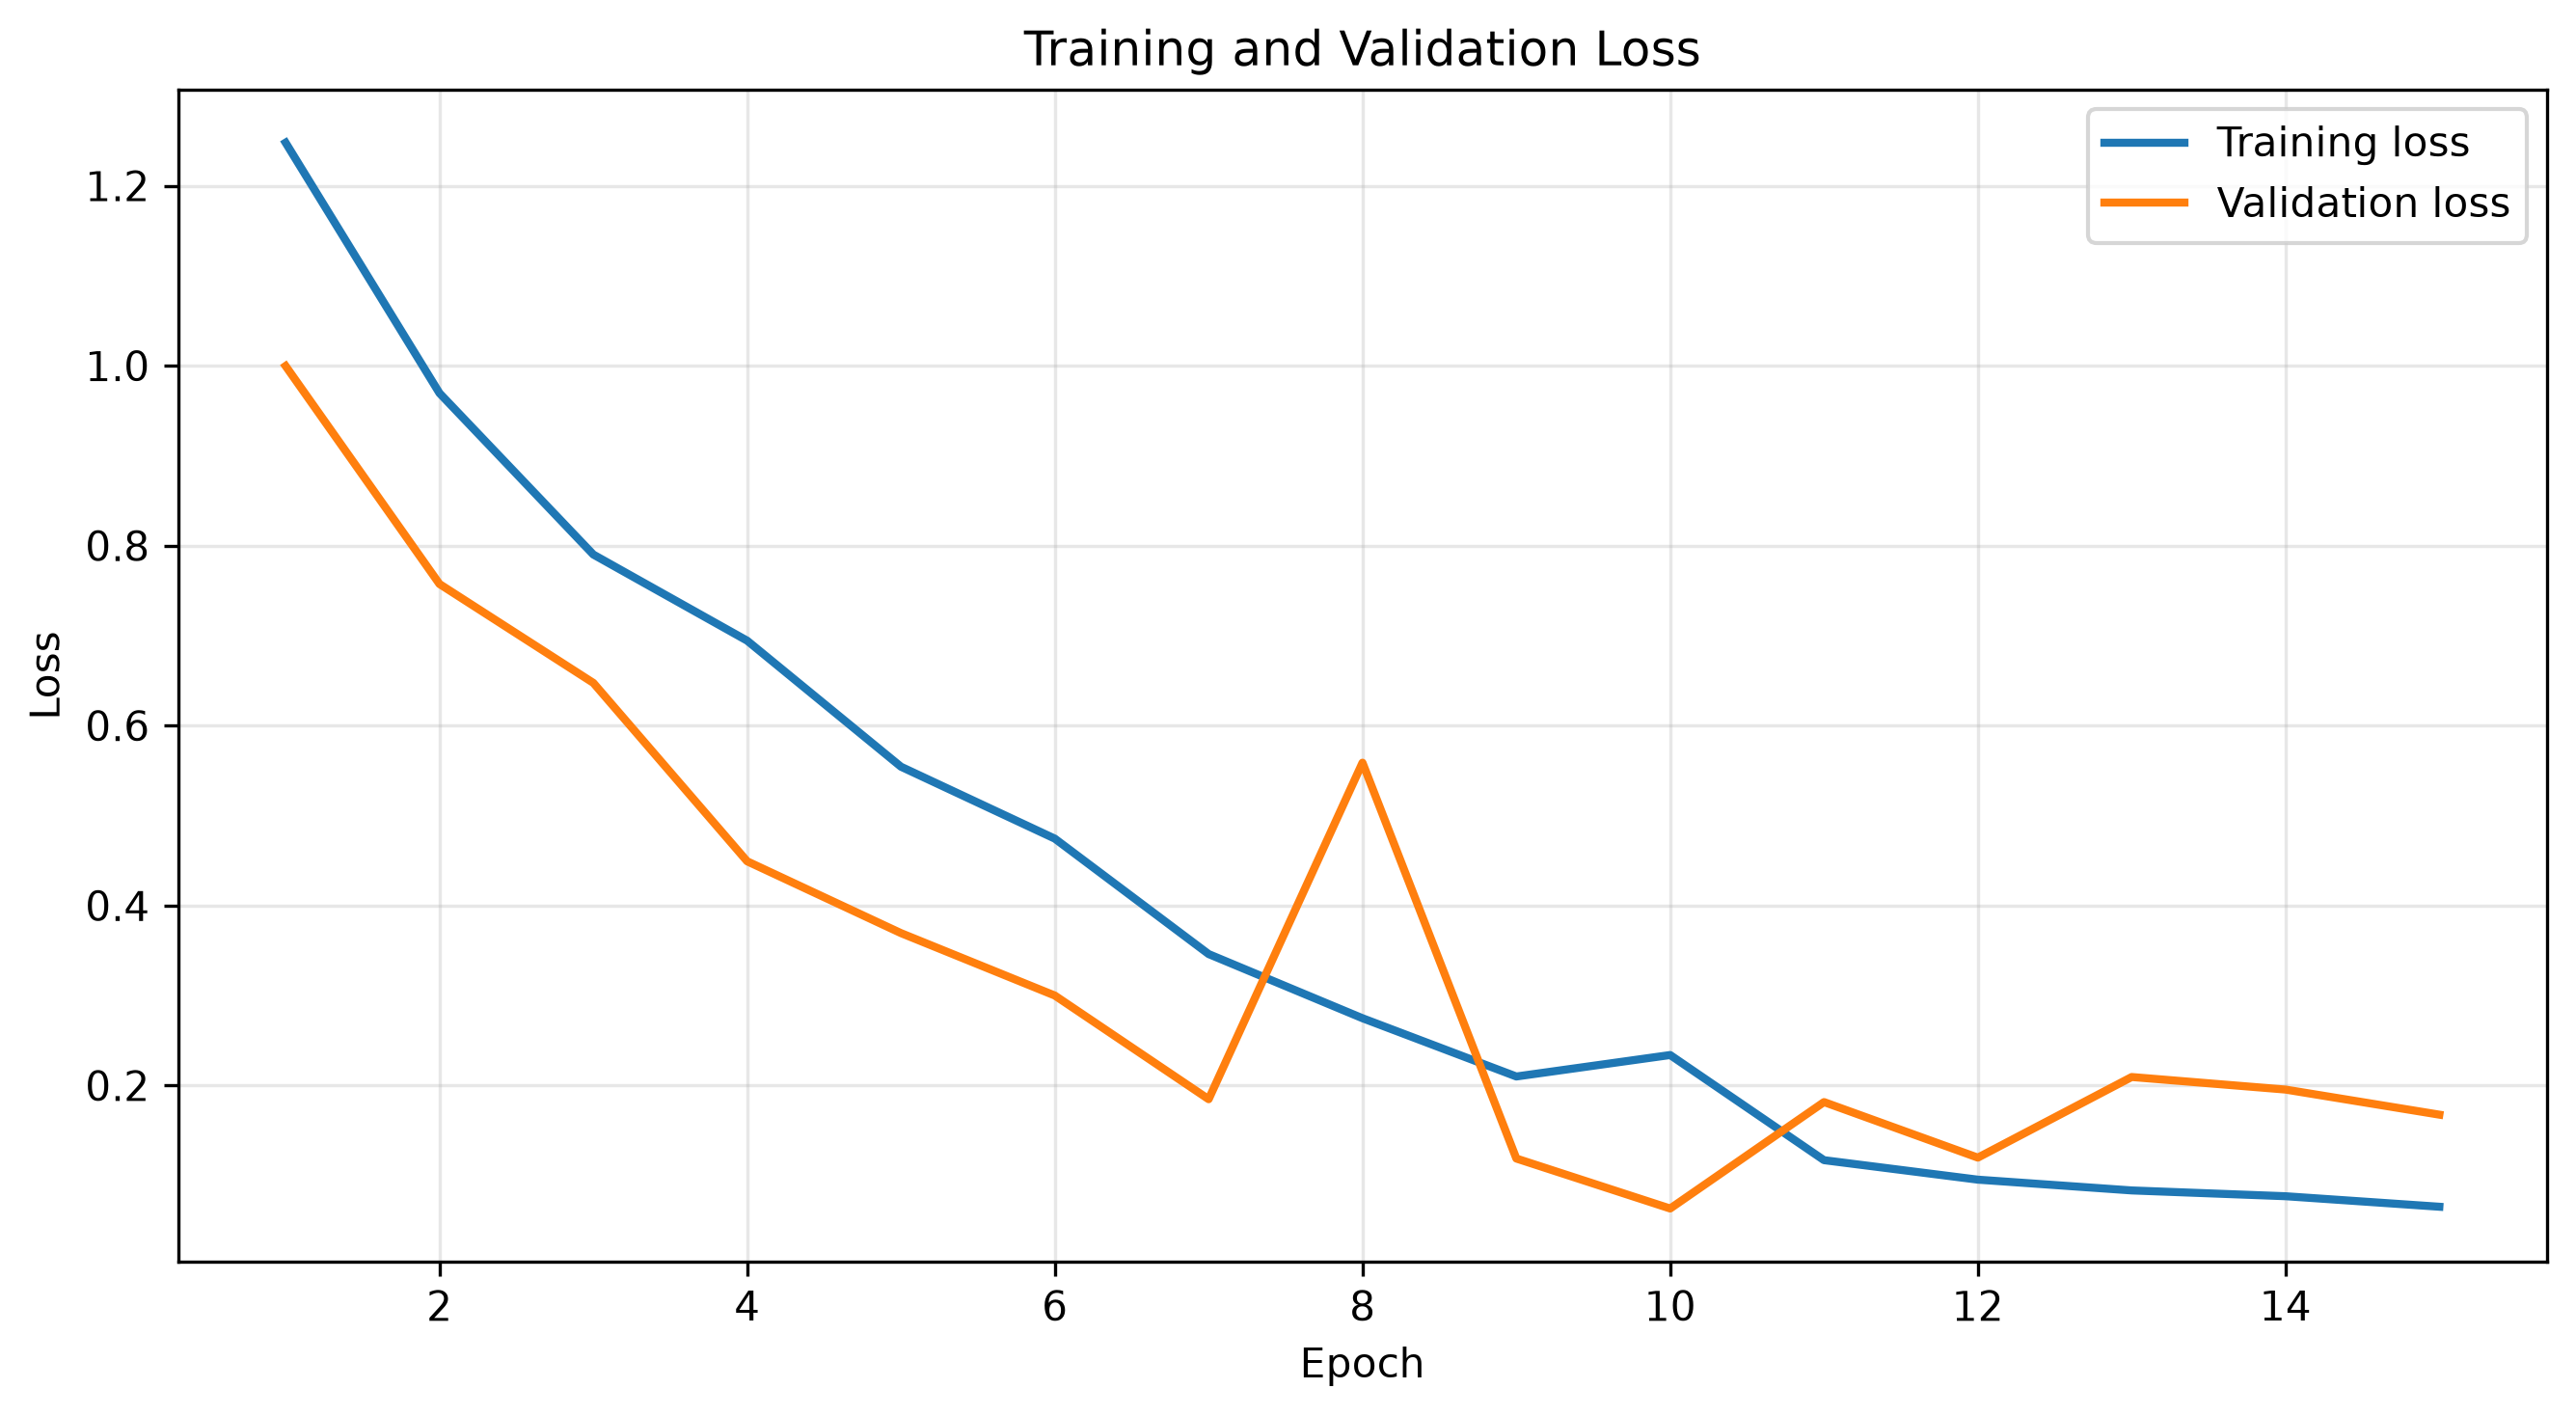 Training and Validation Loss
Training loss
Validation loss
1.2
1.0
0.8
0.6
0.4
0.2
Loss
2 4 6 8 10 12 14
Epoch